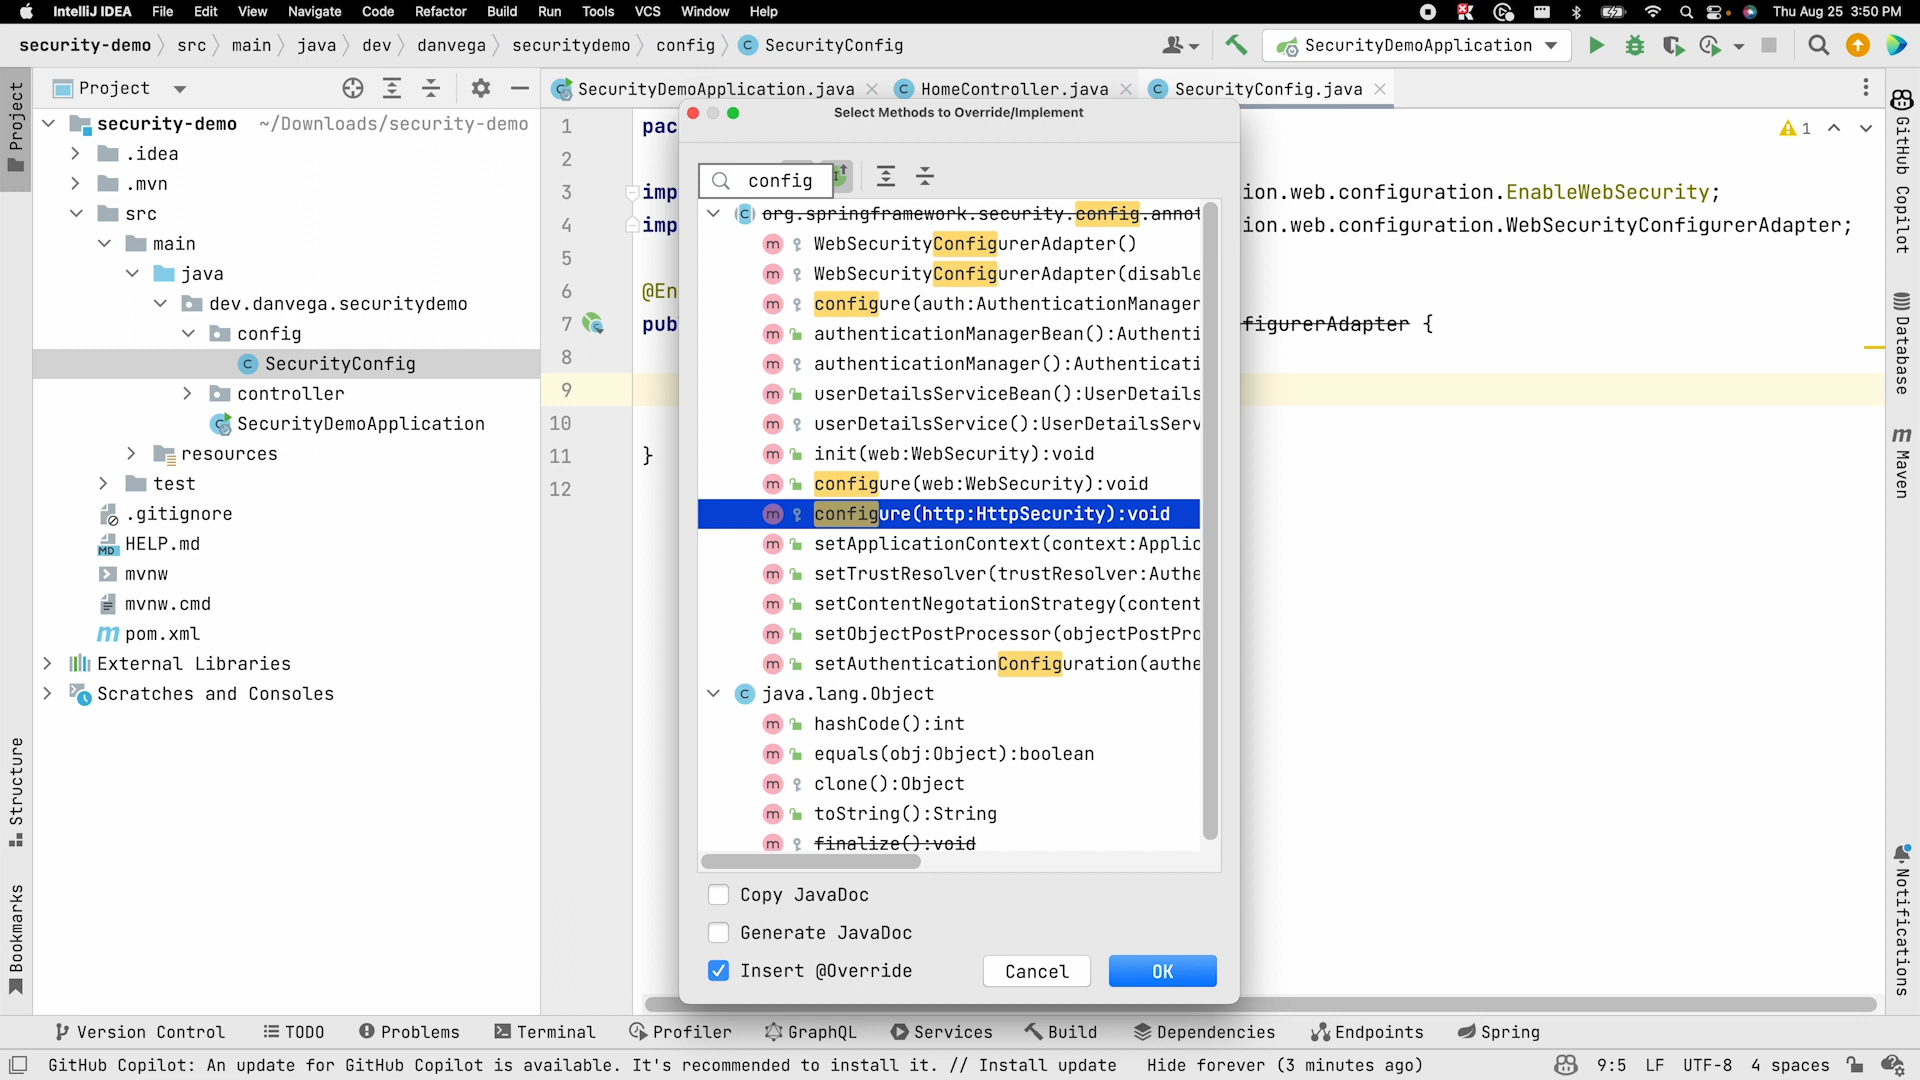 IntelliJ IDEA File Edit View Navigate Code Refactor Build Run Tools VCS Window Help Thu Aug 25 3:50 PM
security-demo src main java dev danvega securitydemo config SecurityConfig SecurityDemoApplication
Project
SecurityDemoApplication.java HomeController.java SecurityConfig.java
Project
Structure
Bookmarks
security-demo ~/Downloads/security-demo
.idea
.mvn
src
main
java
dev.danvega.securitydemo
config
SecurityConfig
controller
SecurityDemoApplication
resources
test
.gitignore
HELP.md
mvnw
mvnw.cmd
pom.xml
External Libraries
Scratches and Consoles
1 pac
2
3 imp ion.web.configuration.EnableWebSecurity;
4 imp ion.web.configuration.WebSecurityConfigurerAdapter;
5
6 @En
7 pub figurerAdapter {
8
9
10
11 }
12
1
Select Methods to Override/Implement
config
org.springframework.security.config.annot
WebSecurityConfigurerAdapter()
WebSecurityConfigurerAdapter(disable
configure(auth:AuthenticationManager
authenticationManagerBean():Authenti
authenticationManager():Authenticati
userDetailsServiceBean():UserDetails
userDetailsService():UserDetailsServ
init(web:WebSecurity):void
configure(web:WebSecurity):void
configure(http:HttpSecurity):void
setApplicationContext(context:Applic
setTrustResolver(trustResolver:Authe
setContentNegotationStrategy(content
setObjectPostProcessor(objectPostPro
setAuthenticationConfiguration(authe
java.lang.Object
hashCode():int
equals(obj:Object):boolean
clone():Object
toString():String
finalize():void
Copy JavaDoc
Generate JavaDoc
Insert @Override
Cancel OK
GitHub Copilot
Database
Maven
Notifications
Version Control TODO Problems Terminal Profiler GraphQL Services Build Dependencies Endpoints Spring
GitHub Copilot: An update for GitHub Copilot is available. It's recommended to install it. // Install update Hide forever (3 minutes ago) 9:5 LF UTF-8 4 spaces